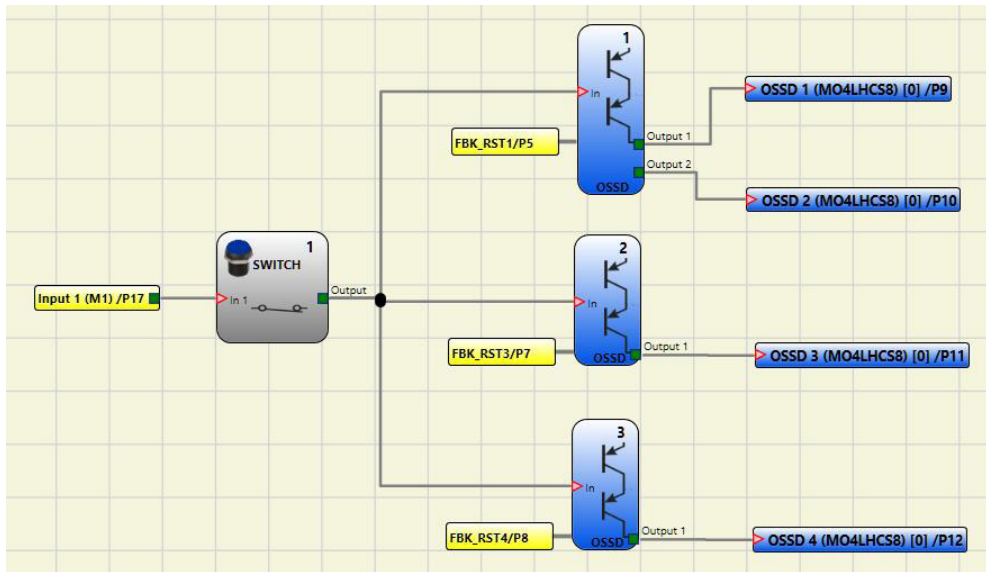 1
In
FBK_RST1/P5
Output 1
Output 2
OSSD
OSSD 1 (MO4LHCS8) [0] /P9
OSSD 2 (MO4LHCS8) [0] /P10
Input 1 (M1) /P17
1
SWITCH
In 1
Output
2
In
FBK_RST3/P7
Output 1
OSSD
OSSD 3 (MO4LHCS8) [0] /P11
3
In
FBK_RST4/P8
Output 1
OSSD
OSSD 4 (MO4LHCS8) [0] /P12